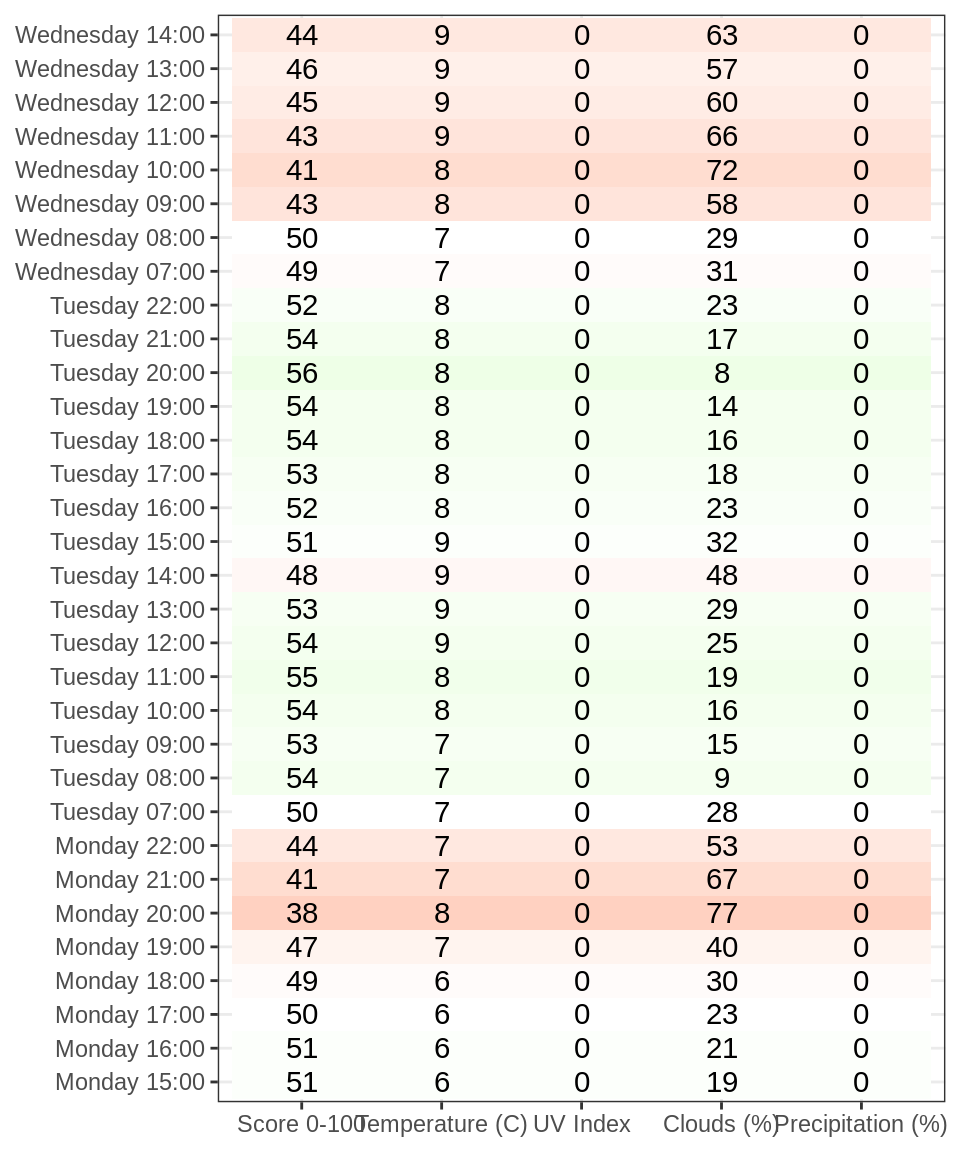 Wednesday 14:00 44 9 0 63 0
Wednesday 13:00 46 9 0 57 0
Wednesday 12:00 45 9 0 60 0
Wednesday 11:00 43 9 0 66 0
Wednesday 10:00 41 8 0 72 0
Wednesday 09:00 43 8 0 58 0
Wednesday 08:00 50 7 0 29 0
Wednesday 07:00 49 7 0 31 0
Tuesday 22:00 52 8 0 23 0
Tuesday 21:00 54 8 0 17 0
Tuesday 20:00 56 8 0 8 0
Tuesday 19:00 54 8 0 14 0
Tuesday 18:00 54 8 0 16 0
Tuesday 17:00 53 8 0 18 0
Tuesday 16:00 52 8 0 23 0
Tuesday 15:00 51 9 0 32 0
Tuesday 14:00 48 9 0 48 0
Tuesday 13:00 53 9 0 29 0
Tuesday 12:00 54 9 0 25 0
Tuesday 11:00 55 8 0 19 0
Tuesday 10:00 54 8 0 16 0
Tuesday 09:00 53 7 0 15 0
Tuesday 08:00 54 7 0 9 0
Tuesday 07:00 50 7 0 28 0
Monday 22:00 44 7 0 53 0
Monday 21:00 41 7 0 67 0
Monday 20:00 38 8 0 77 0
Monday 19:00 47 7 0 40 0
Monday 18:00 49 6 0 30 0
Monday 17:00 50 6 0 23 0
Monday 16:00 51 6 0 21 0
Monday 15:00 51 6 0 19 0
Score 0-100 Temperature (C) UV Index Clouds (%) Precipitation (%)